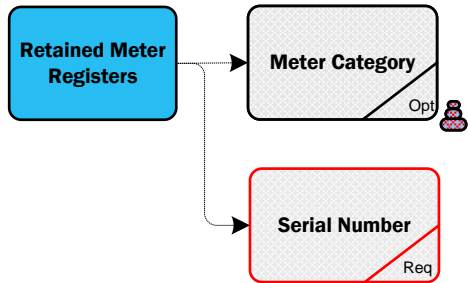 Retained Meter
Registers
Meter Category
Opt
Serial Number
Req